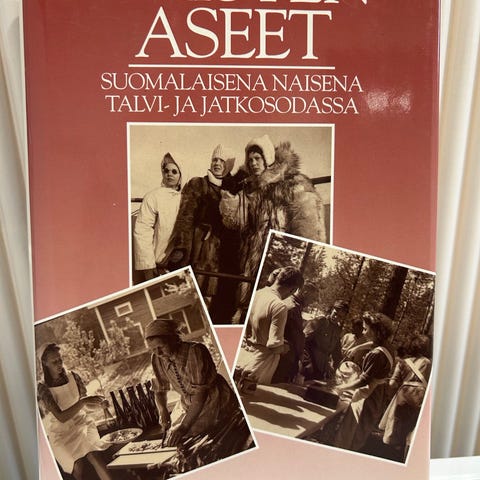 ASEET
SUOMALAISENA NAISENA
TALVI- JA JATKOSODASSA